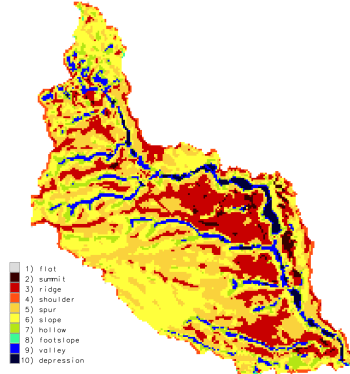 1) flat
2) summit
3) ridge
4) shoulder
5) spur
6) slope
7) hollow
8) footslope
9) valley
10) depression